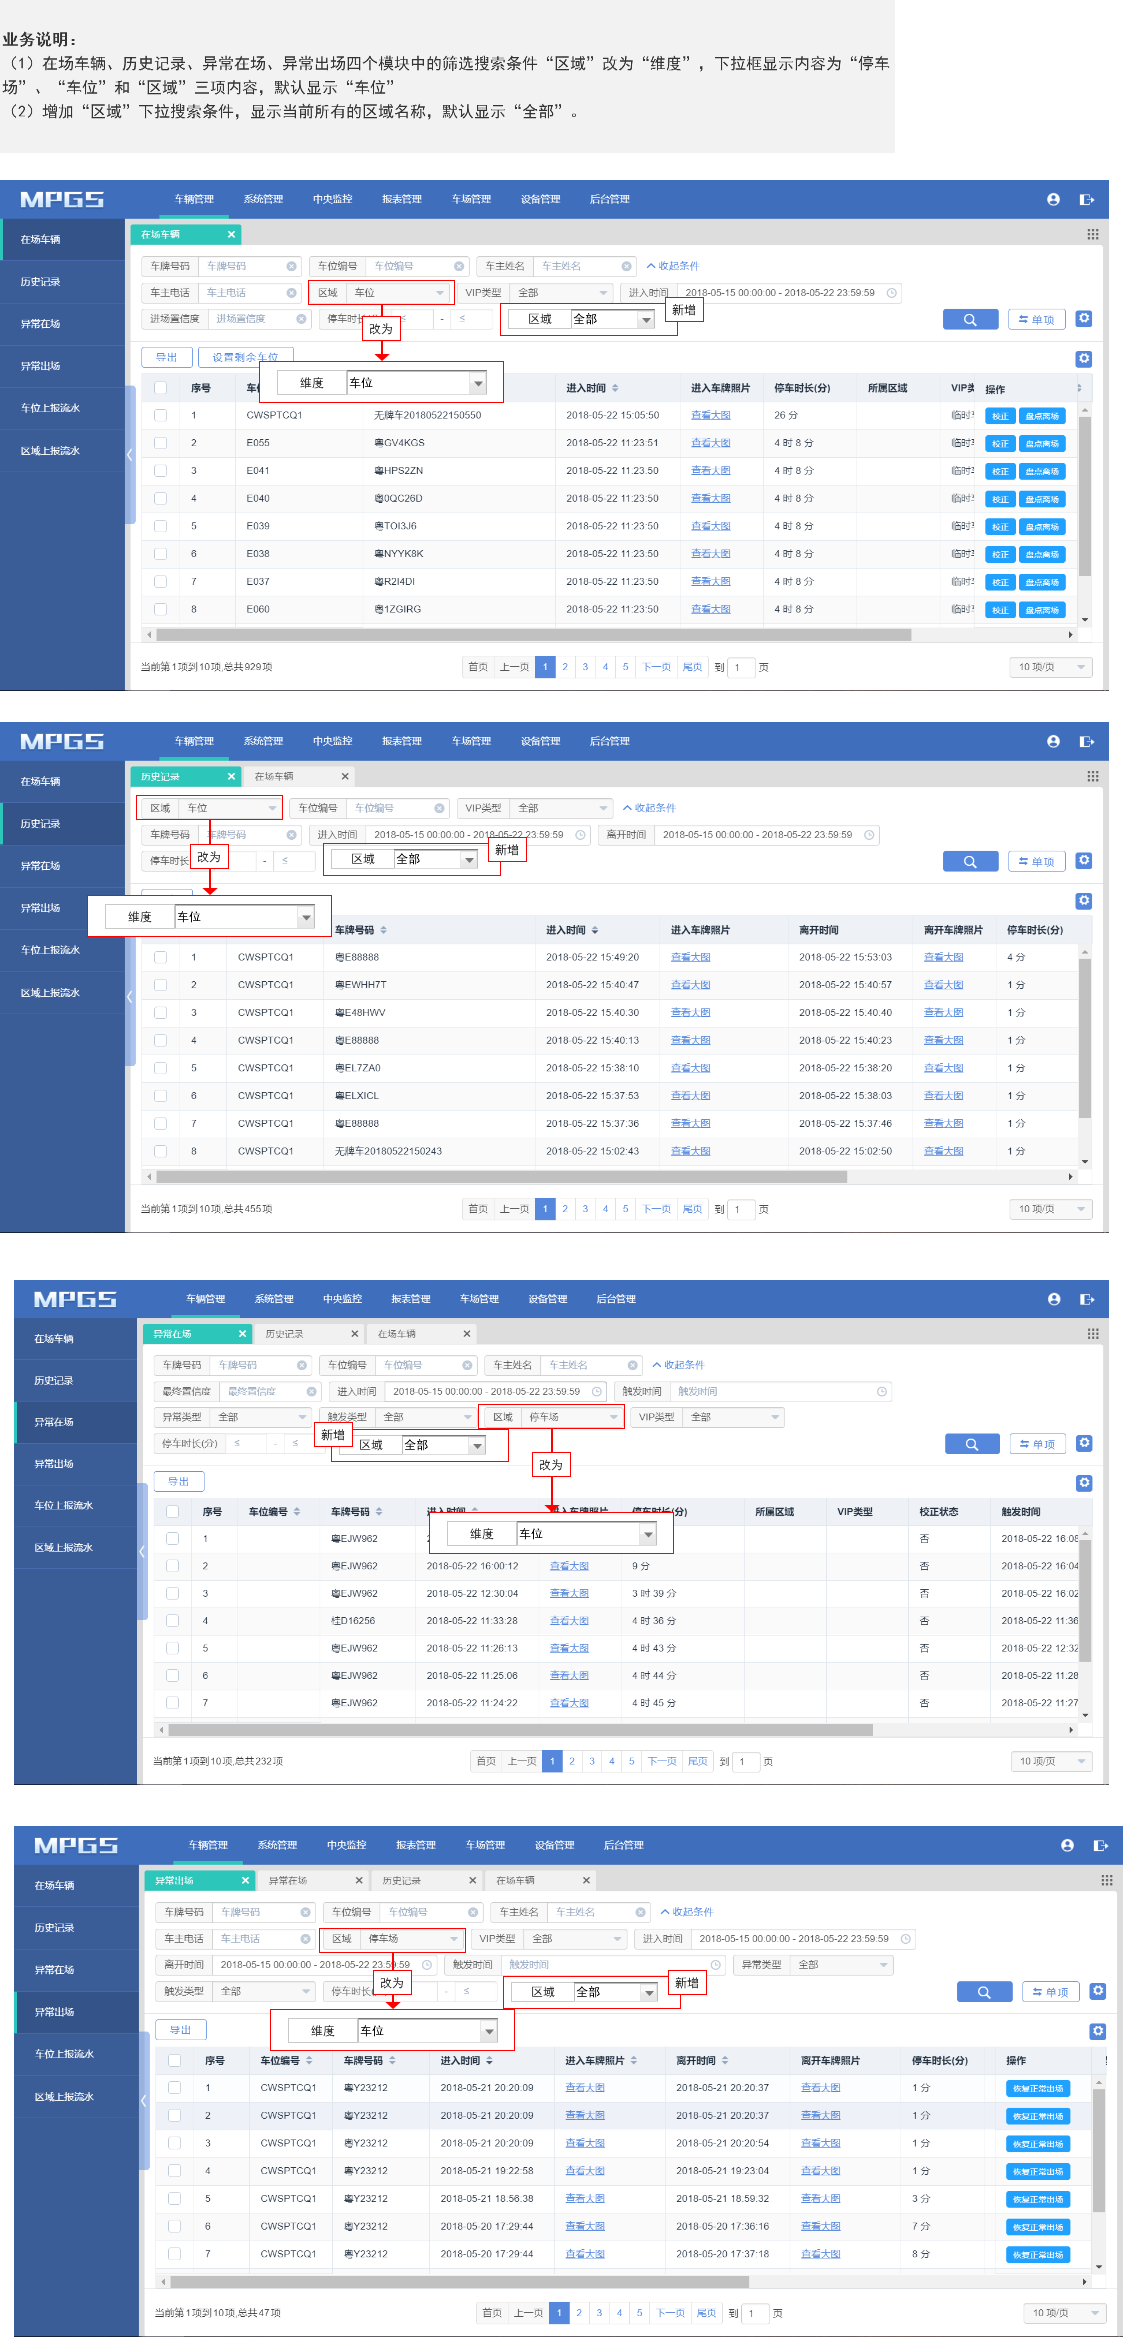 业务说明：
（1）在场车辆、历史记录、异常在场、异常出场四个模块中的筛选搜索条件“区域”改为“维度”，下拉框显示内容为“停车
场”、“车位”和“区域”三项内容，默认显示“车位”
（2）增加“区域”下拉搜索条件，显示当前所有的区域名称，默认显示“全部”。
MPGS 车辆管理 系统管理 中央监控 报表管理 车场管理 设备管理 后台管理
在场车辆
历史记录
异常在场
异常出场
车位上报流水
区域上报流水
在场车辆 ×
车牌号码 车牌号码 车位编号 车位编号 车主姓名 车主姓名 收起条件
车主电话 车主电话 区域 车位 VIP类型 全部 进入时间 2018-05-15 00:00:00 - 2018-05-22 23:59:59
进场置信度 进场置信度 停车时长 ≤ - ≤ 区域 全部 新增 单项
改为
导出 设置剩余车位
维度 车位
序号 进入时间 进入车牌照片 停车时长(分) 所属区域 VIP类 操作
1 CWSPTCQ1 无牌车20180522150550 2018-05-22 15:05:50 查看大图 26 分 临时 校正 盘点离场
2 E055 粤GV4KGS 2018-05-22 11:23:51 查看大图 4 时 8 分 临时 校正 盘点离场
3 E041 粤HPS2ZN 2018-05-22 11:23:50 查看大图 4 时 8 分 临时 校正 盘点离场
4 E040 粤0QC26D 2018-05-22 11:23:50 查看大图 4 时 8 分 临时 校正 盘点离场
5 E039 粤TOI3J6 2018-05-22 11:23:50 查看大图 4 时 8 分 临时 校正 盘点离场
6 E038 粤NYYK8K 2018-05-22 11:23:50 查看大图 4 时 8 分 临时 校正 盘点离场
7 E037 粤R2I4DI 2018-05-22 11:23:50 查看大图 4 时 8 分 临时 校正 盘点离场
8 E060 粤1ZGIRG 2018-05-22 11:23:50 查看大图 4 时 8 分 临时 校正 盘点离场
当前第1项到10项,总共929项 首页 上一页 1 2 3 4 5 下一页 尾页 到 1 页 10 项/页
MPGS 车辆管理 系统管理 中央监控 报表管理 车场管理 设备管理 后台管理
在场车辆
历史记录
异常在场
异常出场
车位上报流水
区域上报流水
历史记录 × 在场车辆 ×
区域 车位 车位编号 车位编号 VIP类型 全部 收起条件
车牌号码 车牌号码 进入时间 2018-05-15 00:00:00 - 2018-05-22 23:59:59 离开时间 2018-05-15 00:00:00 - 2018-05-22 23:59:59
停车时长 - ≤ 区域 全部 新增 单项
改为
维度 车位
车牌号码 进入时间 进入车牌照片 离开时间 离开车牌照片 停车时长(分)
1 CWSPTCQ1 粤E88888 2018-05-22 15:49:20 查看大图 2018-05-22 15:53:03 查看大图 4 分
2 CWSPTCQ1 粤EWHH7T 2018-05-22 15:40:47 查看大图 2018-05-22 15:40:57 查看大图 1 分
3 CWSPTCQ1 粤E48HWV 2018-05-22 15:40:30 查看大图 2018-05-22 15:40:40 查看大图 1 分
4 CWSPTCQ1 粤E88888 2018-05-22 15:40:13 查看大图 2018-05-22 15:40:23 查看大图 1 分
5 CWSPTCQ1 粤EL7ZA0 2018-05-22 15:38:10 查看大图 2018-05-22 15:38:20 查看大图 1 分
6 CWSPTCQ1 粤ELXICL 2018-05-22 15:37:53 查看大图 2018-05-22 15:38:03 查看大图 1 分
7 CWSPTCQ1 粤E88888 2018-05-22 15:37:36 查看大图 2018-05-22 15:37:46 查看大图 1 分
8 CWSPTCQ1 无牌车20180522150243 2018-05-22 15:02:43 查看大图 2018-05-22 15:02:50 查看大图 1 分
当前第1项到10项,总共455项 首页 上一页 1 2 3 4 5 下一页 尾页 到 1 页 10 项/页
MPGS 车辆管理 系统管理 中央监控 报表管理 车场管理 设备管理 后台管理
在场车辆
历史记录
异常在场
异常出场
车位上报流水
区域上报流水
异常在场 × 历史记录 × 在场车辆 ×
车牌号码 车牌号码 车位编号 车位编号 车主姓名 车主姓名 收起条件
最终置信度 最终置信度 进入时间 2018-05-15 00:00:00 - 2018-05-22 23:59:59 触发时间 触发时间
异常类型 全部 触发类型 全部 区域 停车场 VIP类型 全部
停车时长(分) ≤ - ≤ 新增 区域 全部 单项
改为
导出
维度 车位
序号 车位编号 车牌号码 进入时间 进入车牌照片 停车时长(分) 所属区域 VIP类型 校正状态 触发时间
1 粤EJW962 否 2018-05-22 16:08
2 粤EJW962 2018-05-22 16:00:12 查看大图 9 分 否 2018-05-22 16:04
3 粤EJW962 2018-05-22 12:30:04 查看大图 3 时 39 分 否 2018-05-22 16:02
4 桂D16256 2018-05-22 11:33:28 查看大图 4 时 36 分 否 2018-05-22 11:36
5 粤EJW962 2018-05-22 11:26:13 查看大图 4 时 43 分 否 2018-05-22 12:32
6 粤EJW962 2018-05-22 11:25:06 查看大图 4 时 44 分 否 2018-05-22 11:28
7 粤EJW962 2018-05-22 11:24:22 查看大图 4 时 45 分 否 2018-05-22 11:27
当前第1项到10项,总共232项 首页 上一页 1 2 3 4 5 下一页 尾页 到 1 页 10 项/页
MPGS 车辆管理 系统管理 中央监控 报表管理 车场管理 设备管理 后台管理
在场车辆
历史记录
异常在场
异常出场
车位上报流水
区域上报流水
异常出场 × 异常在场 × 历史记录 × 在场车辆 ×
车牌号码 车牌号码 车位编号 车位编号 车主姓名 车主姓名 收起条件
车主电话 车主电话 区域 停车场 VIP类型 全部 进入时间 2018-05-15 00:00:00 - 2018-05-22 23:59:59
离开时间 2018-05-15 00:00:00 - 2018-05-22 23:59:59 触发时间 触发时间 异常类型 全部
触发类型 全部 停车时长 - ≤ 区域 全部 新增 单项
改为
导出
维度 车位
序号 车位编号 车牌号码 进入时间 进入车牌照片 离开时间 离开车牌照片 停车时长(分) 操作
1 CWSPTCQ1 粤Y23212 2018-05-21 20:20:09 查看大图 2018-05-21 20:20:37 查看大图 1 分 恢复正常出场
2 CWSPTCQ1 粤Y23212 2018-05-21 20:20:09 查看大图 2018-05-21 20:20:37 查看大图 1 分 恢复正常出场
3 CWSPTCQ1 粤Y23212 2018-05-21 20:20:09 查看大图 2018-05-21 20:20:54 查看大图 1 分 恢复正常出场
4 CWSPTCQ1 粤Y23212 2018-05-21 19:22:58 查看大图 2018-05-21 19:23:04 查看大图 1 分 恢复正常出场
5 CWSPTCQ1 粤Y23212 2018-05-21 18:56:38 查看大图 2018-05-21 18:59:32 查看大图 3 分 恢复正常出场
6 CWSPTCQ1 粤Y23212 2018-05-20 17:29:44 查看大图 2018-05-20 17:36:16 查看大图 7 分 恢复正常出场
7 CWSPTCQ1 粤Y23212 2018-05-20 17:29:44 查看大图 2018-05-20 17:37:18 查看大图 8 分 恢复正常出场
当前第1项到10项,总共47项 首页 上一页 1 2 3 4 5 下一页 尾页 到 1 页 10 项/页